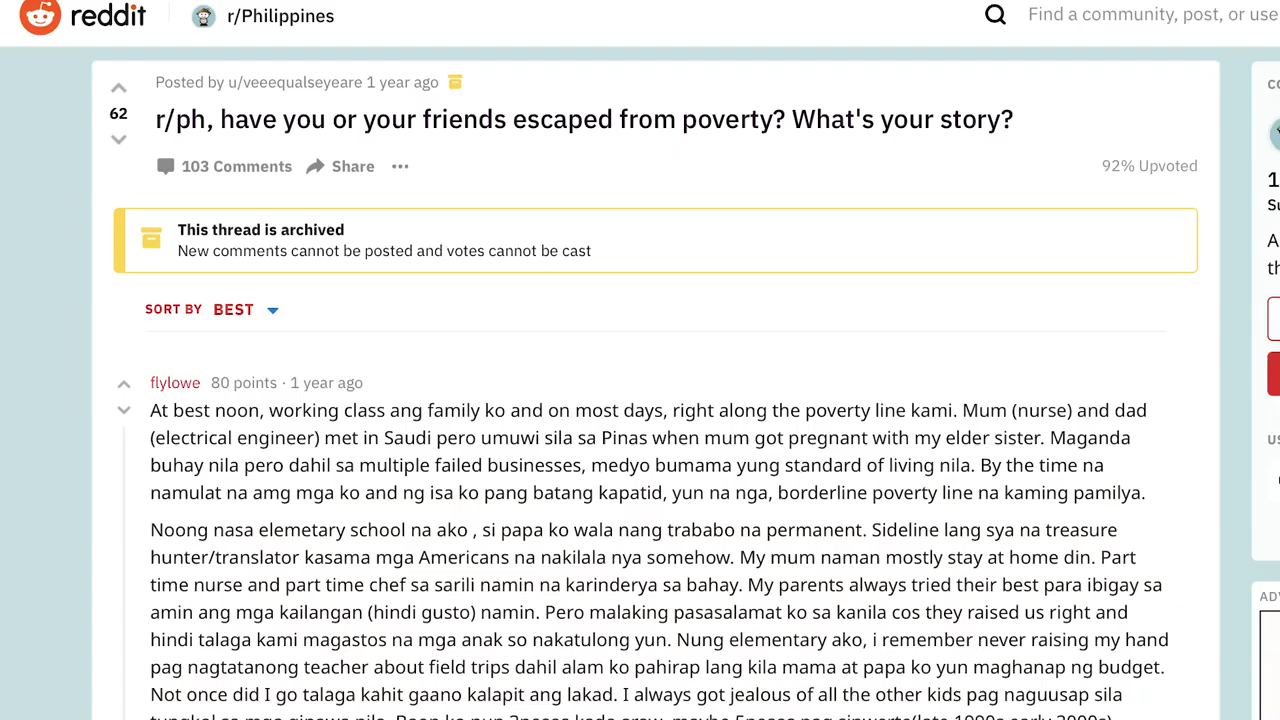 reddit
r/Philippines
Find a community, post, or use
Posted by u/veeequalseyeare 1 year ago
62
r/ph, have you or your friends escaped from poverty? What's your story?
103 Comments
Share
92% Upvoted
This thread is archived
New comments cannot be posted and votes cannot be cast
SORT BY BEST
flylowe 80 points · 1 year ago
At best noon, working class ang family ko and on most days, right along the poverty line kami. Mum (nurse) and dad
(electrical engineer) met in Saudi pero umuwi sila sa Pinas when mum got pregnant with my elder sister. Maganda
buhay nila pero dahil sa multiple failed businesses, medyo bumama yung standard of living nila. By the time na
namulat na amg mga ko and ng isa ko pang batang kapatid, yun na nga, borderline poverty line na kaming pamilya.
Noong nasa elemetary school na ako , si papa ko wala nang trababo na permanent. Sideline lang sya na treasure
hunter/translator kasama mga Americans na nakilala nya somehow. My mum naman mostly stay at home din. Part
time nurse and part time chef sa sarili namin na karinderya sa bahay. My parents always tried their best para ibigay sa
amin ang mga kailangan (hindi gusto) namin. Pero malaking pasasalamat ko sa kanila cos they raised us right and
hindi talaga kami magastos na mga anak so nakatulong yun. Nung elementary ako, i remember never raising my hand
pag nagtatanong teacher about field trips dahil alam ko pahirap lang kila mama at papa ko yun maghanap ng budget.
Not once did I go talaga kahit gaano kalapit ang lakad. I always got jealous of all the other kids pag naguusap sila